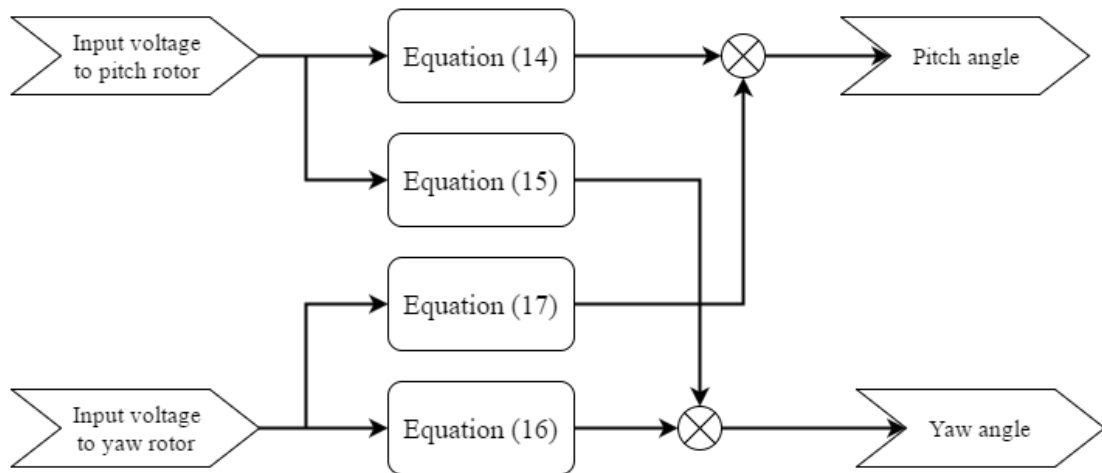 Input voltage
to pitch rotor
Equation (14)
Pitch angle
Equation (15)
Equation (17)
Input voltage
to yaw rotor
Equation (16)
Yaw angle